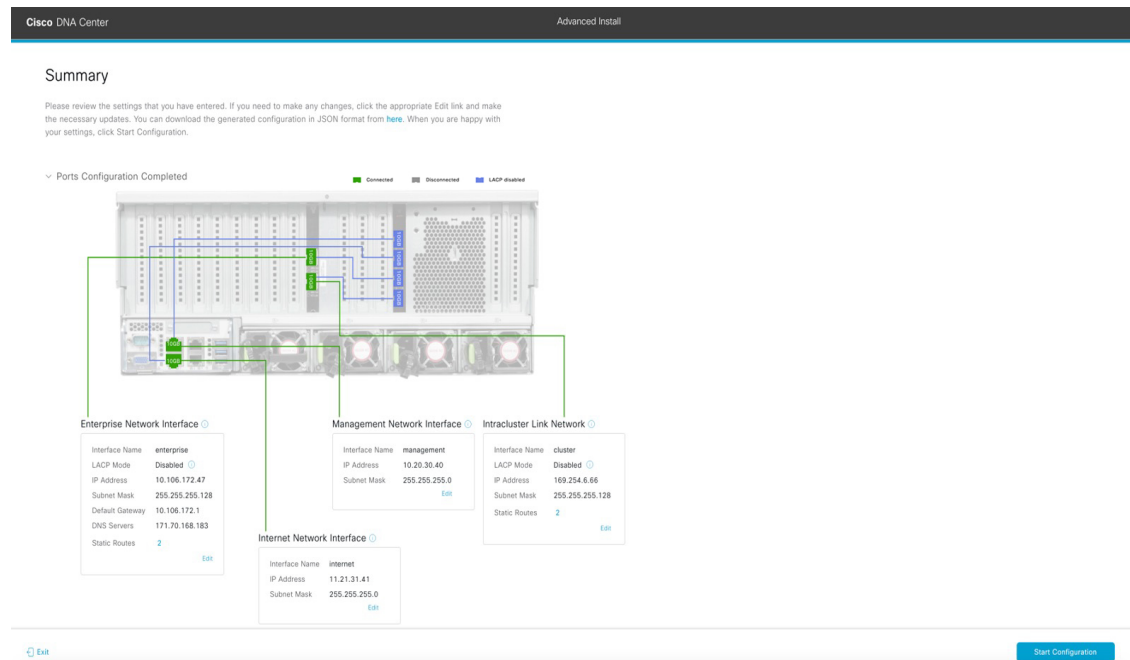 Cisco DNA Center
Advanced Install
Summary
Please review the settings that you have entered. If you need to make any changes, click the appropriate Edit link and make
the necessary updates. You can download the generated configuration in JSON format from here. When you are happy with
your settings, click Start Configuration.
Ports Configuration Completed
Connected
Disconnected
LACP disabled
10GB
10GB
10GB
10GB
10GB
10GB
10GB
10GB
Enterprise Network Interface
Interface Name enterprise
LACP Mode Disabled
IP Address 10.106.172.47
Subnet Mask 255.255.255.128
Default Gateway 10.106.172.1
DNS Servers 171.70.168.183
Static Routes 2
Edit
Management Network Interface
Interface Name management
IP Address 10.20.30.40
Subnet Mask 255.255.255.0
Edit
Intracluster Link Network
Interface Name cluster
LACP Mode Disabled
IP Address 169.254.6.66
Subnet Mask 255.255.255.128
Static Routes 2
Edit
Internet Network Interface
Interface Name internet
IP Address 11.21.31.41
Subnet Mask 255.255.255.0
Edit
Exit
Start Configuration